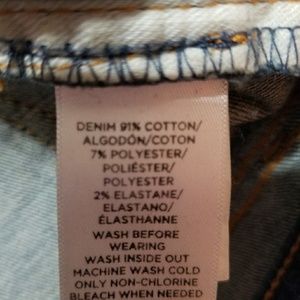 DENIM 91% COTTON/
ALGODÓN/COTON
7% POLYESTER/
POLIÉSTER/
POLYESTER
2% ELASTANE/
ELASTANO/
ÉLASTHANNE
WASH BEFORE
WEARING
WASH INSIDE OUT
MACHINE WASH COLD
ONLY NON-CHLORINE
BLEACH WHEN NEEDED